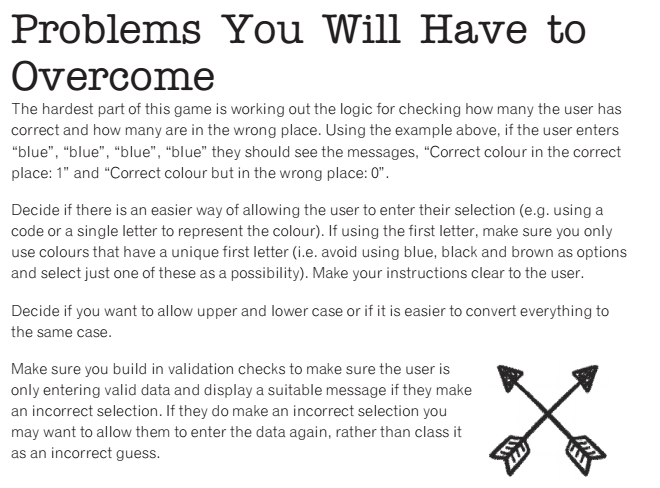 Problems You Will Have to
Overcome
The hardest part of this game is working out the logic for checking how many the user has
correct and how many are in the wrong place. Using the example above, if the user enters
“blue”, “blue”, “blue”, “blue” they should see the messages, “Correct colour in the correct
place: 1” and “Correct colour but in the wrong place: 0”.
Decide if there is an easier way of allowing the user to enter their selection (e.g. using a
code or a single letter to represent the colour). If using the first letter, make sure you only
use colours that have a unique first letter (i.e. avoid using blue, black and brown as options
and select just one of these as a possibility). Make your instructions clear to the user.
Decide if you want to allow upper and lower case or if it is easier to convert everything to
the same case.
Make sure you build in validation checks to make sure the user is
only entering valid data and display a suitable message if they make
an incorrect selection. If they do make an incorrect selection you
may want to allow them to enter the data again, rather than class it
as an incorrect guess.